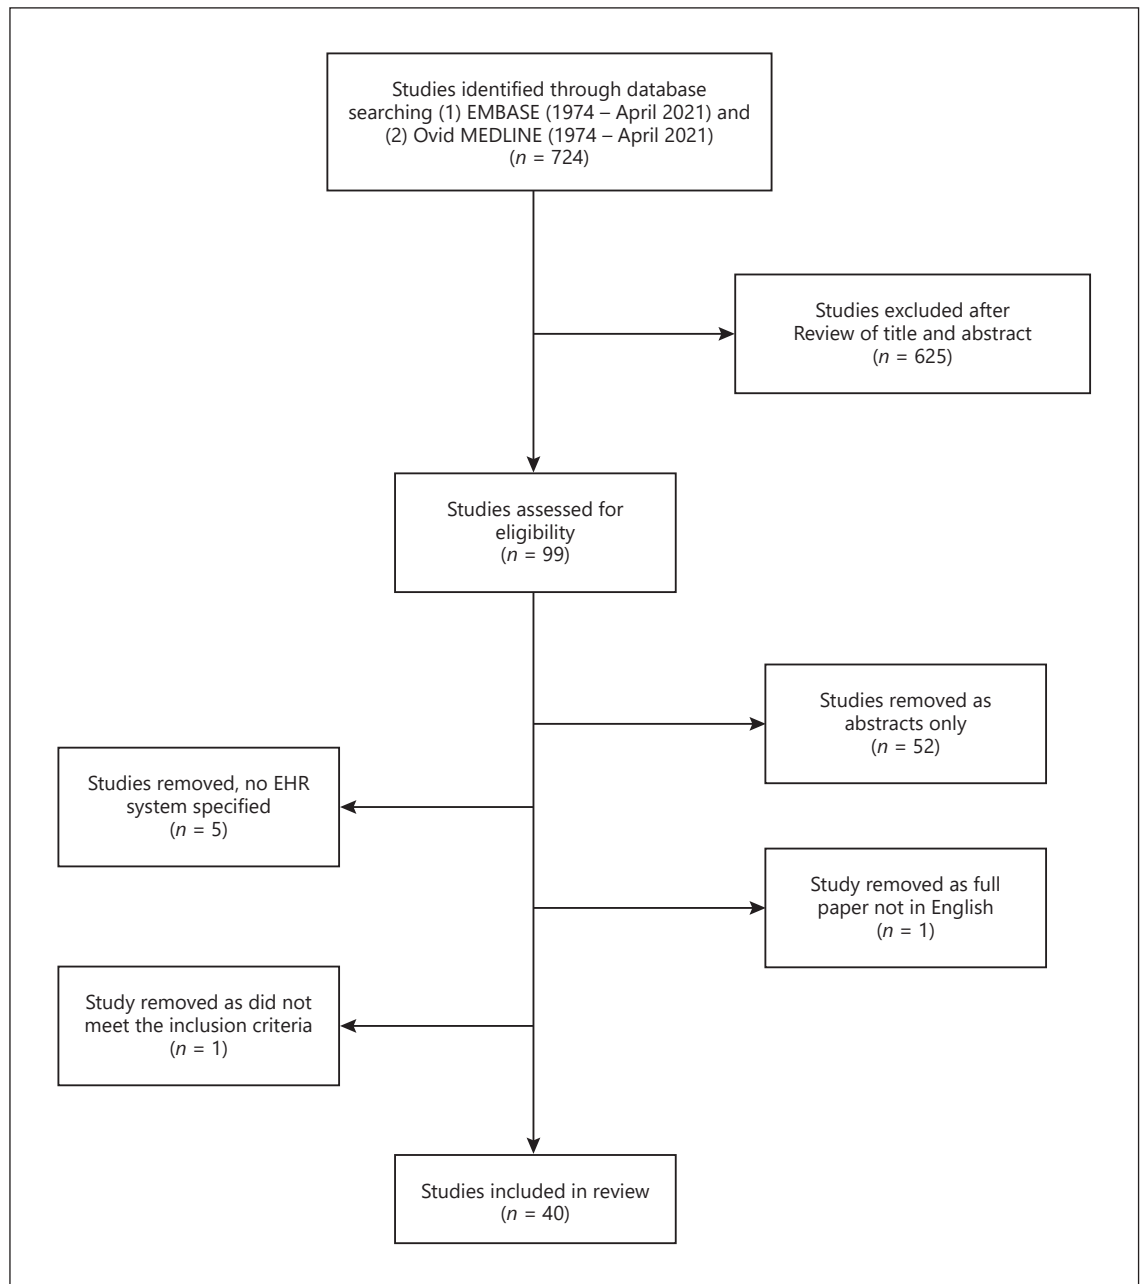 Studies identified through database
searching (1) EMBASE (1974 – April 2021) and
(2) Ovid MEDLINE (1974 – April 2021)
(n = 724)
Studies excluded after
Review of title and abstract
(n = 625)
Studies assessed for
eligibility
(n = 99)
Studies removed as
abstracts only
(n = 52)
Studies removed, no EHR
system specified
(n = 5)
Study removed as full
paper not in English
(n = 1)
Study removed as did not
meet the inclusion criteria
(n = 1)
Studies included in review
(n = 40)